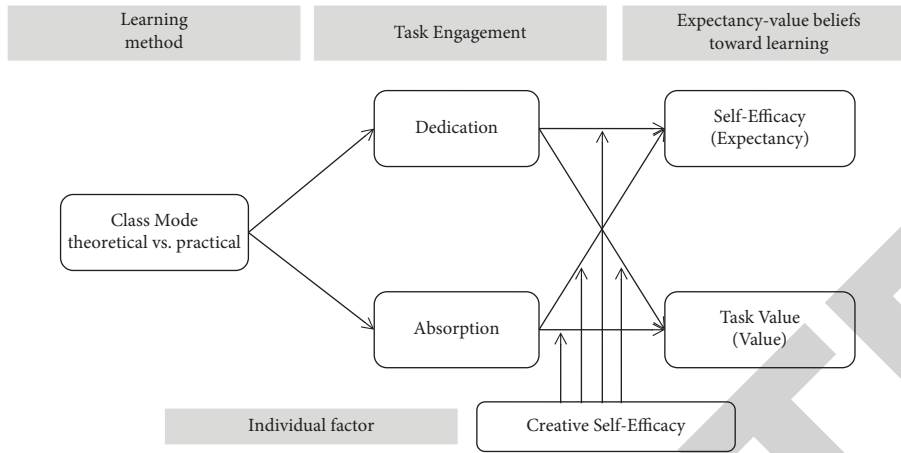 Learning
method
Task Engagement
Expectancy-value beliefs
toward learning
Dedication
Self-Efficacy
(Expectancy)
Class Mode
theoretical vs. practical
Absorption
Task Value
(Value)
Individual factor
Creative Self-Efficacy